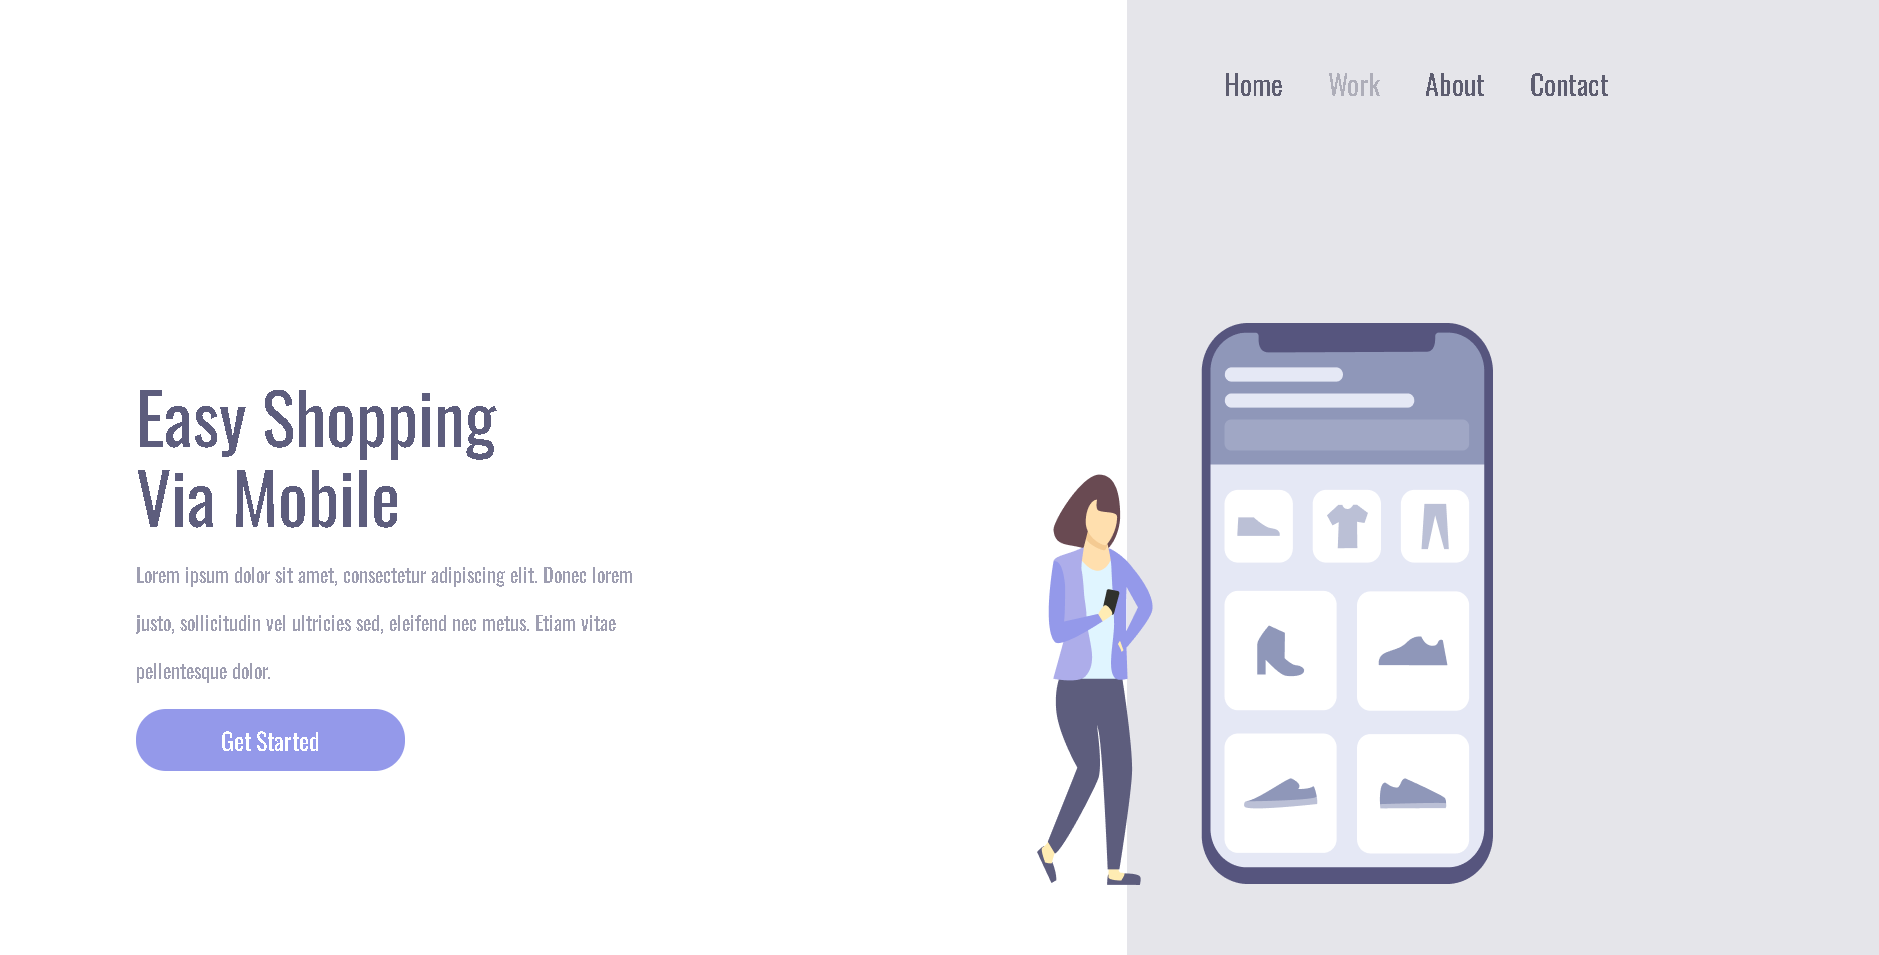 Home Work About Contact
Easy Shopping
Via Mobile
Lorem ipsum dolor sit amet, consectetur adipiscing elit. Donec lorem
justo, sollicitudin vel ultricies sed, eleifend nec metus. Etiam vitae
pellentesque dolor.
Get Started